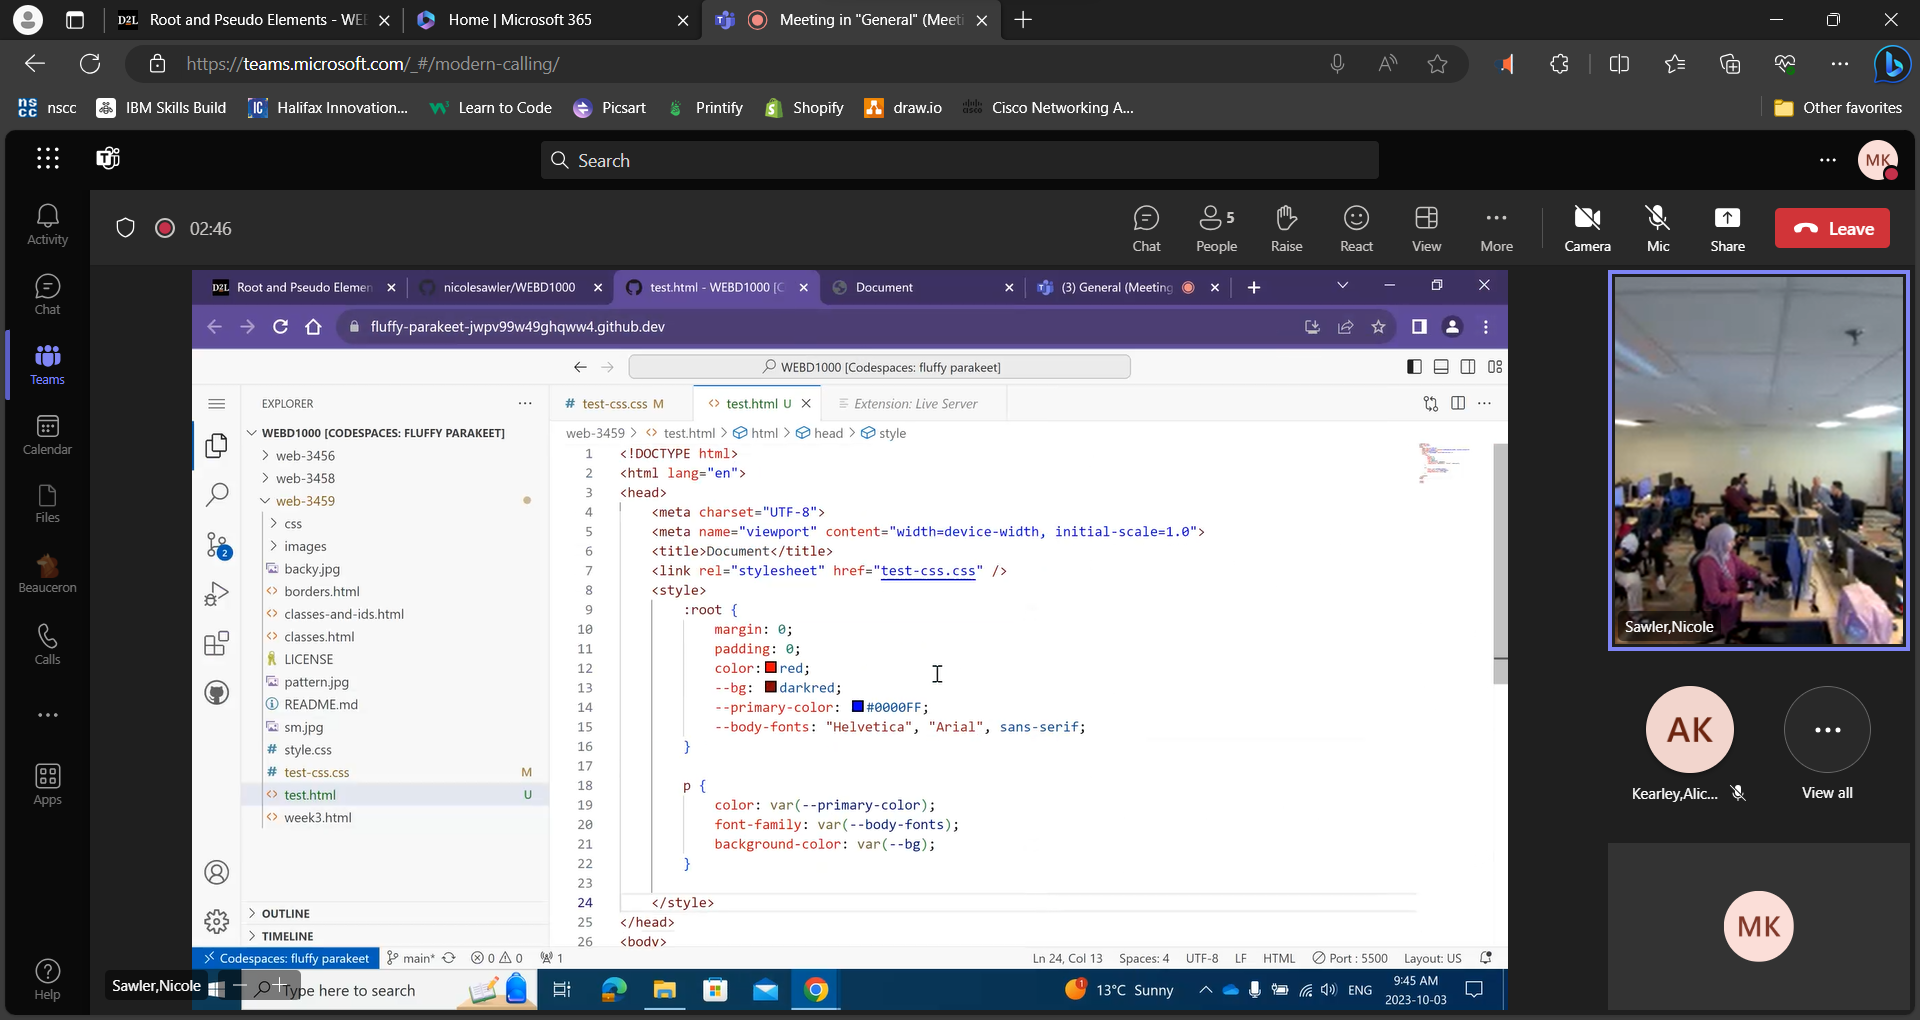 Root and Pseudo Elements - WE
Home | Microsoft 365
Meeting in "General" (Meeti
https://teams.microsoft.com/_#/modern-calling/
nscc
IBM Skills Build
Halifax Innovation...
Learn to Code
Picsart
Printify
Shopify
draw.io
Cisco Networking A...
Other favorites
Search
MK
Activity
Chat
Teams
Calendar
Files
Beauceron
Calls
Apps
Help
02:46
Chat
People 5
Raise
React
View
More
Camera
Mic
Share
Leave
D2L Root and Pseudo Elemen
nicolesawler/WEBD1000
test.html - WEBD1000 [C
Document
(3) General (Meeting
fluffy-parakeet-jwpv99w49ghqww4.github.dev
WEBD1000 [Codespaces: fluffy parakeet]
EXPLORER
WEBD1000 [CODESPACES: FLUFFY PARAKEET]
web-3456
web-3458
web-3459
css
images
backy.jpg
borders.html
classes-and-ids.html
classes.html
LICENSE
pattern.jpg
README.md
sm.jpg
style.css
test-css.css M
test.html U
week3.html
OUTLINE
TIMELINE
2
# test-css.css M
<> test.html U
Extension: Live Server
web-3459 > <> test.html > html > head > style
1 <!DOCTYPE html>
2 <html lang="en">
3 <head>
4 <meta charset="UTF-8">
5 <meta name="viewport" content="width=device-width, initial-scale=1.0">
6 <title>Document</title>
7 <link rel="stylesheet" href="test-css.css" />
8 <style>
9 :root {
10 margin: 0;
11 padding: 0;
12 color: red;
13 --bg: darkred;
14 --primary-color: #0000FF;
15 --body-fonts: "Helvetica", "Arial", sans-serif;
16 }
17
18 p {
19 color: var(--primary-color);
20 font-family: var(--body-fonts);
21 background-color: var(--bg);
22 }
23
24 </style>
25 </head>
26 <body>
Codespaces: fluffy parakeet
main*
0 0
1
Ln 24, Col 13
Spaces: 4
UTF-8
LF
HTML
Port : 5500
Layout: US
Sawler,Nicole
Type here to search
1
13°C Sunny
ENG
9:45 AM
2023-10-03
Sawler,Nicole
AK
Kearley,Alic...
View all
MK